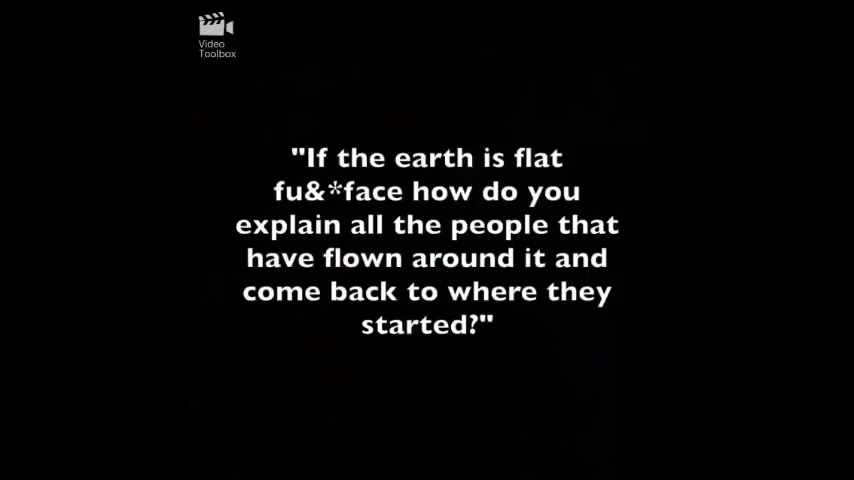 Video
Toolbox
"If the earth is flat
fu&*face how do you
explain all the people that
have flown around it and
come back to where they
started?"